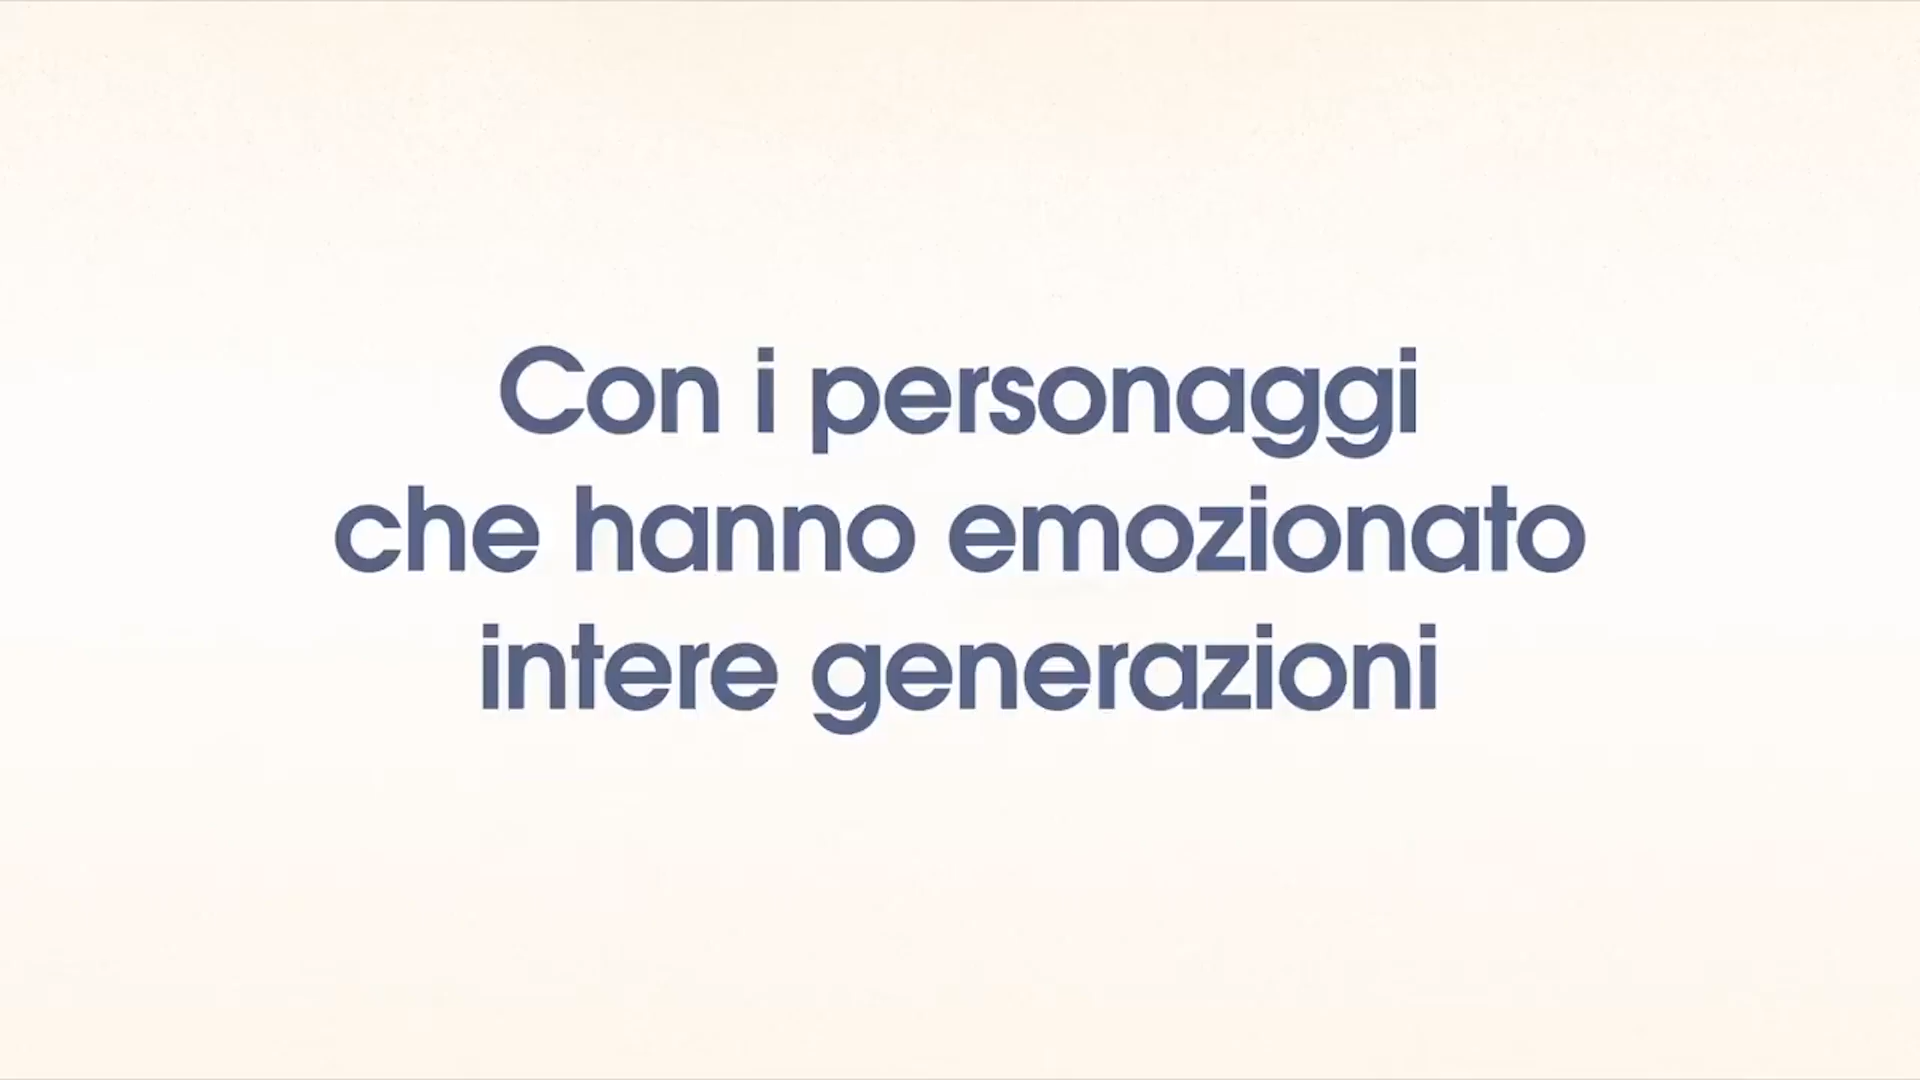 Con i personaggi
che hanno emozionato
intere generazioni